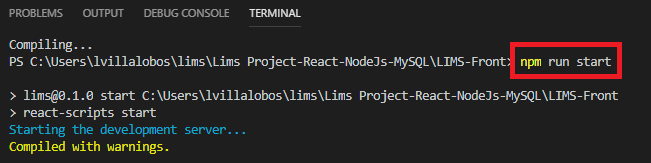 PROBLEMS OUTPUT DEBUG CONSOLE TERMINAL
Compiling...
PS C:\Users\lvillalobos\lims\Lims Project-React-NodeJs-MySQL\LIMS-Front> npm run start
> lims@0.1.0 start C:\Users\lvillalobos\lims\Lims Project-React-NodeJs-MySQL\LIMS-Front
> react-scripts start
Starting the development server...
Compiled with warnings.